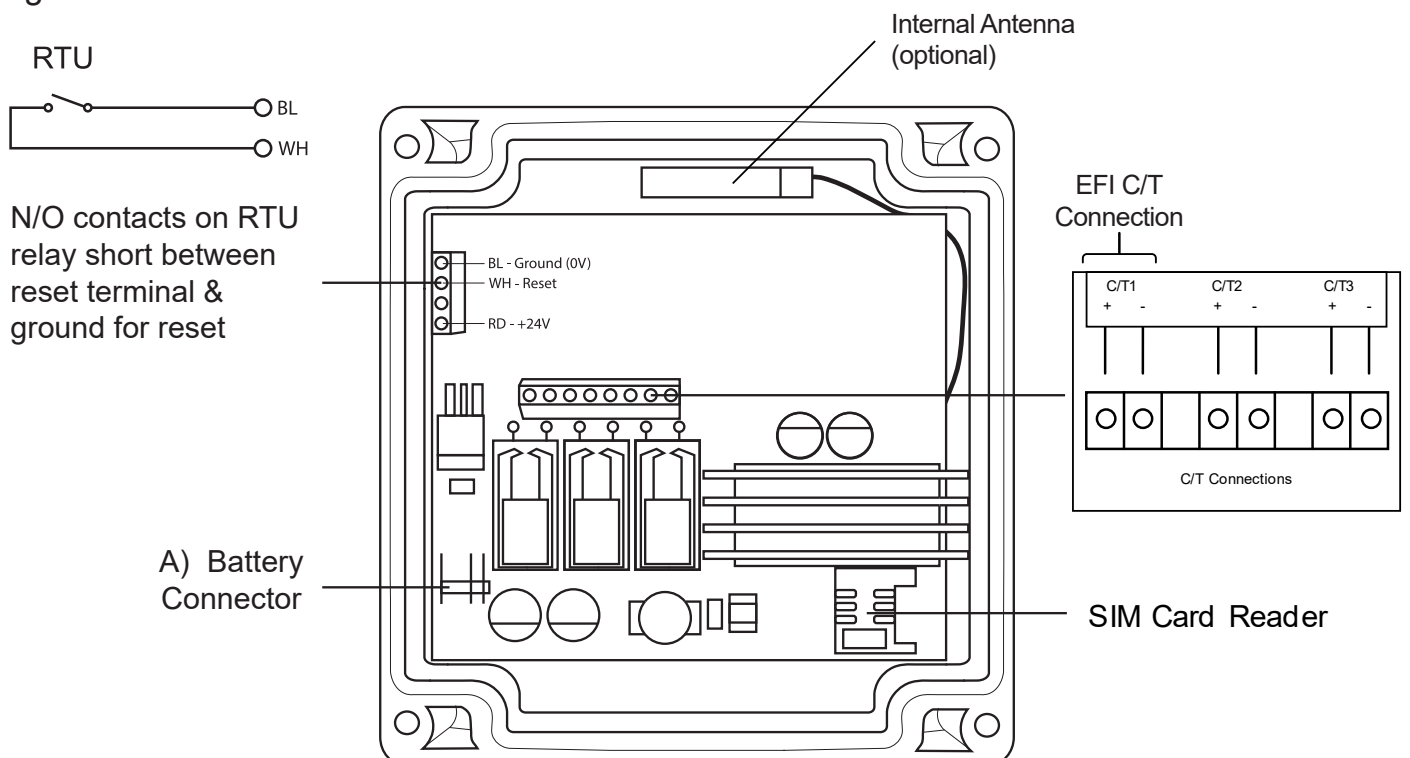 RTU
BL
WH
N/O contacts on RTU
relay short between
reset terminal &
ground for reset
Internal Antenna
(optional)
BL - Ground (0V)
WH - Reset
RD - +24V
EFI C/T
Connection
C/T1 C/T2 C/T3
+ - + - + -
C/T Connections
A) Battery
Connector
SIM Card Reader